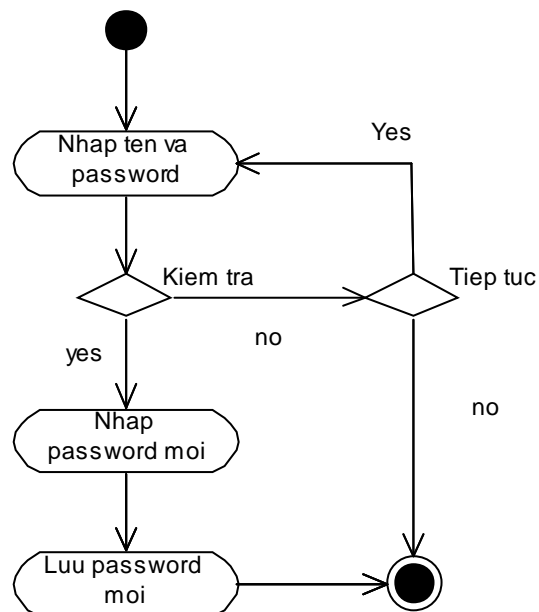 Nhap ten va
password
Yes
Kiem tra
Tiep tuc
no
yes
no
Nhap
password moi
Luu password
moi